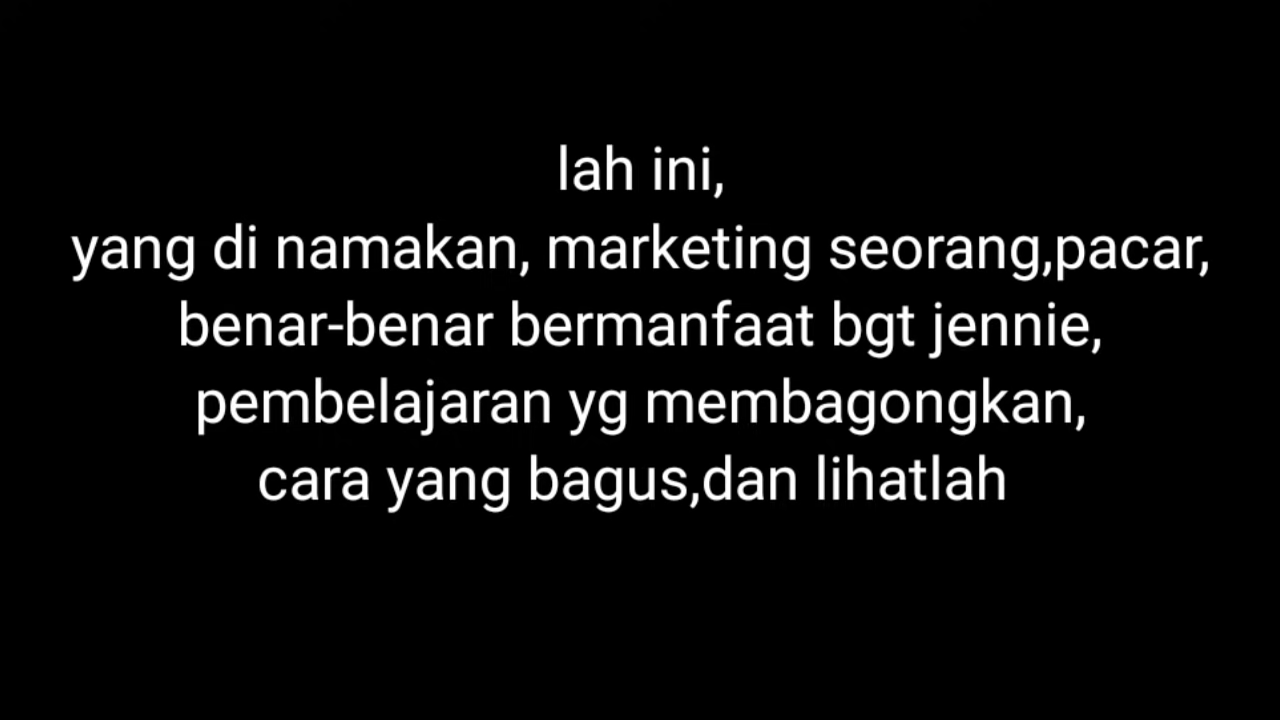 lah ini,
yang di namakan, marketing seorang,pacar,
benar-benar bermanfaat bgt jennie,
pembelajaran yg membagongkan,
cara yang bagus,dan lihatlah